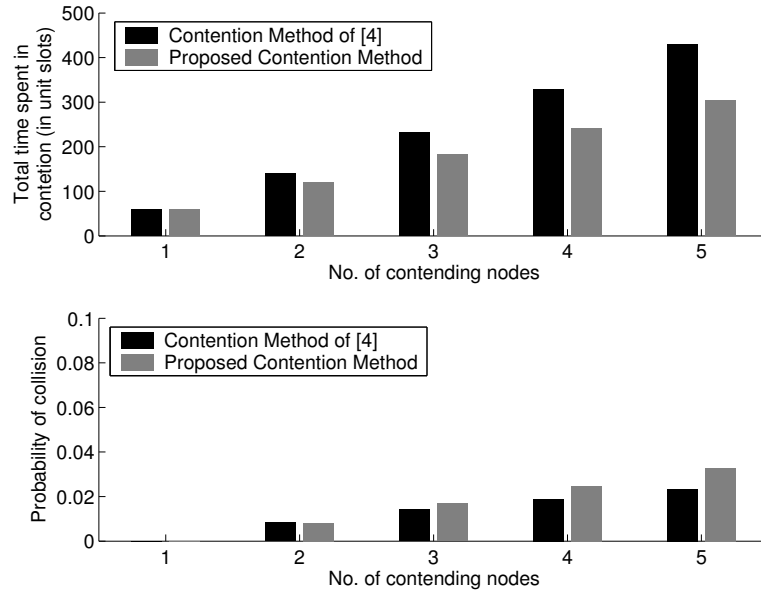 500
400
300
200
100
0
Total time spent in
contetion (in unit slots)
Contention Method of [4]
Proposed Contention Method
1 2 3 4 5
No. of contending nodes
0.1
0.08
0.06
0.04
0.02
0
Probability of collision
Contention Method of [4]
Proposed Contention Method
1 2 3 4 5
No. of contending nodes